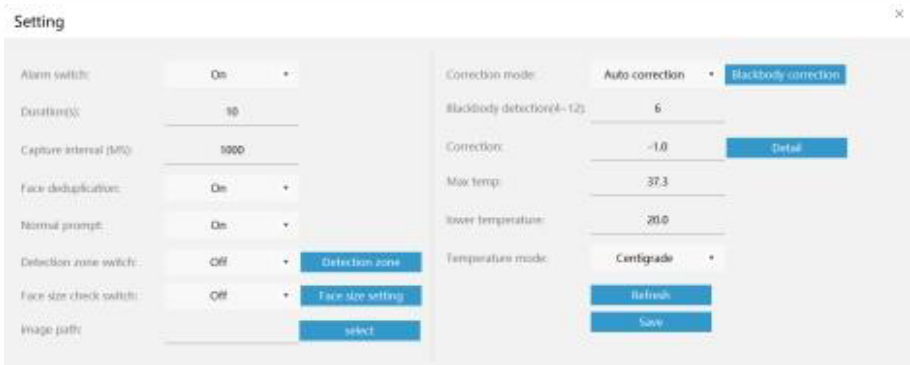 Setting
Alarm switch: On
Duration(s): 10
Capture interval (MS): 1000
Face deduplication: On
Normal prompt: On
Detection zone switch: Off Detection zone
Face size check switch: Off Face size setting
Image path: select
Correction mode: Auto correction Blackbody correction
Blackbody detection(4~12): 6
Correction: -1.0 Detail
Max temp: 37.3
lower temperature: 20.0
Temperature mode: Centigrade
Refresh
Save